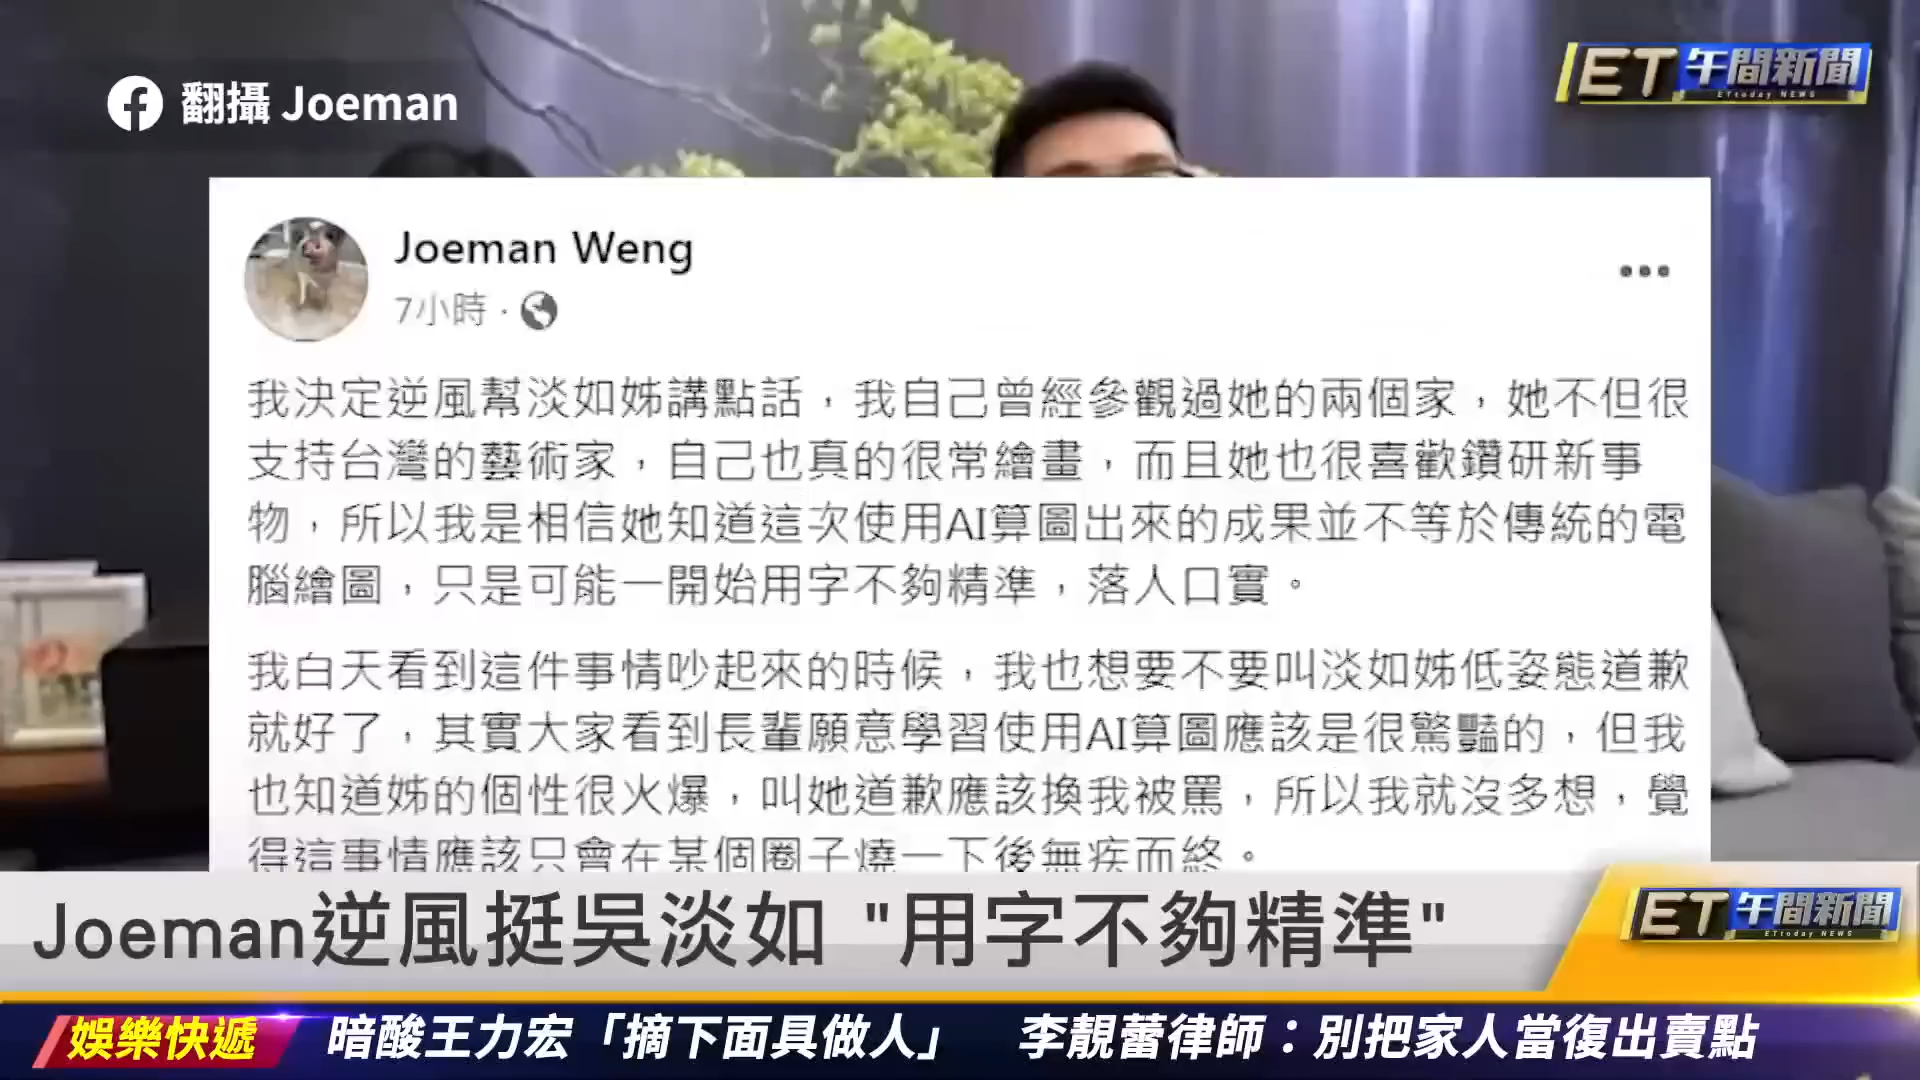 翻攝 Joeman
ET午間新聞
ETtoday NEWS
Joeman Weng
7小時 ·
我決定逆風幫淡如姊講點話，我自己曾經參觀過她的兩個家，她不但很
支持台灣的藝術家，自己也真的很常繪畫，而且她也很喜歡鑽研新事
物，所以我是相信她知道這次使用AI算圖出來的成果並不等於傳統的電
腦繪圖，只是可能一開始用字不夠精準，落人口實。
我白天看到這件事情吵起來的時候，我也想要不要叫淡如姊低姿態道歉
就好了，其實大家看到長輩願意學習使用AI算圖應該是很驚豔的，但我
也知道姊的個性很火爆，叫她道歉應該換我被罵，所以我就沒多想，覺
得這事情應該只會在某個圈子燒一下後無疾而終。
Joeman逆風挺吳淡如 "用字不夠精準"
ET午間新聞
ETtoday NEWS
娛樂快遞 暗酸王力宏「摘下面具做人」 李靚蕾律師：別把家人當復出賣點